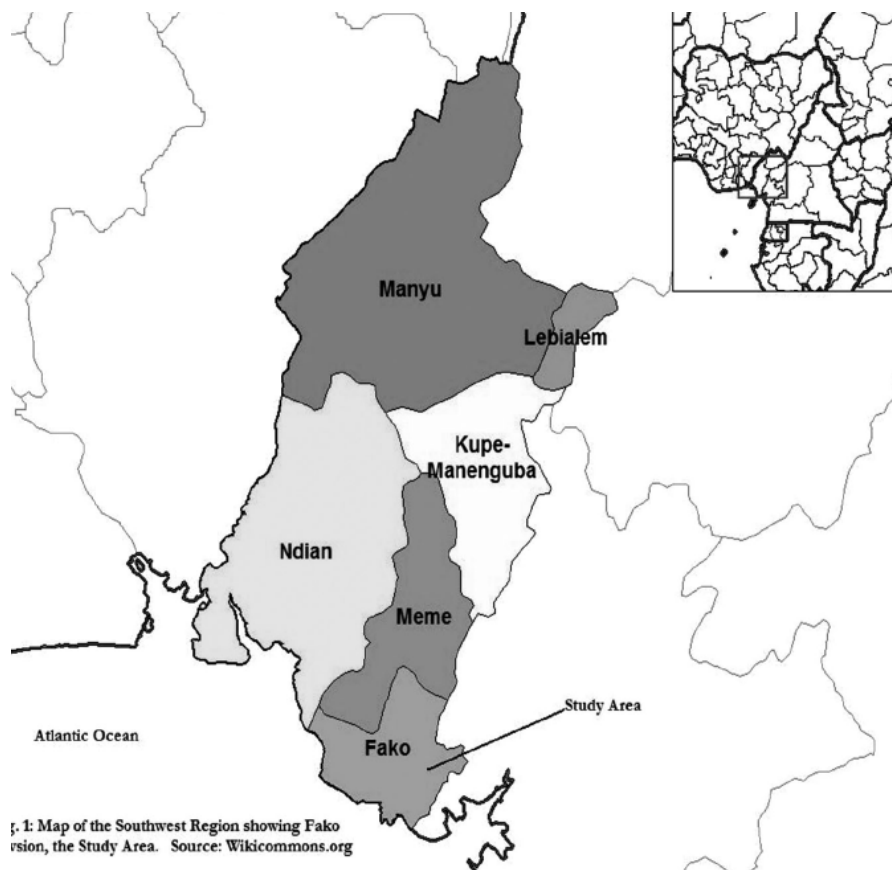 Manyu
Lebialem
Kupe-
Manenguba
Ndian
Meme
Study Area
Atlantic Ocean
Fako
g. 1: Map of the Southwest Region showing Fako
vsion, the Study Area. Source: Wikicommons.org